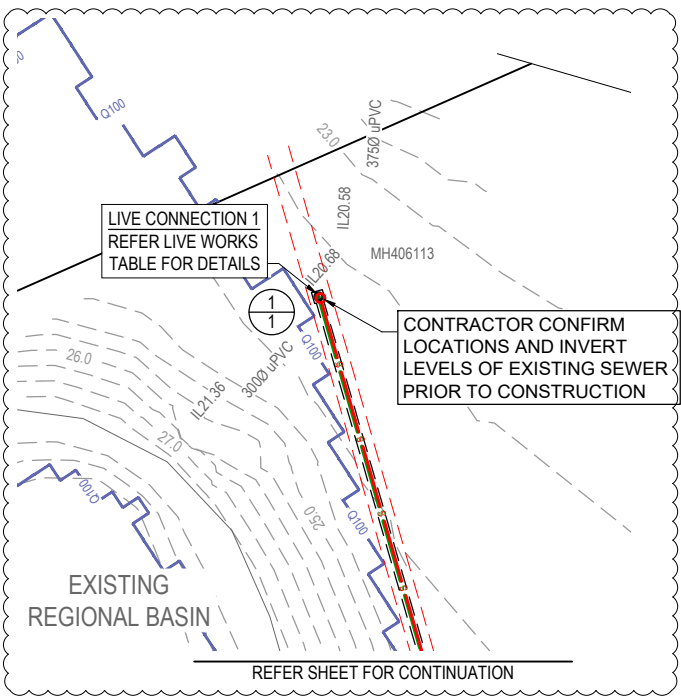 Q100
23.0
375Ø uPVC
IL20.58
LIVE CONNECTION 1
REFER LIVE WORKS
TABLE FOR DETAILS
MH406113
IL20.68
1
1
CONTRACTOR CONFIRM
LOCATIONS AND INVERT
LEVELS OF EXISTING SEWER
PRIOR TO CONSTRUCTION
Q100
26.0
300Ø uPVC
IL21.36
27.0
Q100
25.0
Q100
EXISTING
REGIONAL BASIN
REFER SHEET FOR CONTINUATION